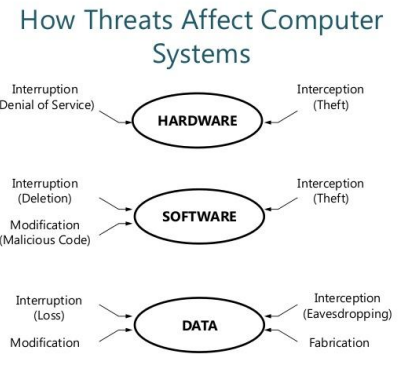 How Threats Affect Computer
Systems
Interruption
Denial of Service)
Interception
(Theft)
HARDWARE
Interruption
(Deletion)
Interception
(Theft)
Modification
(Malicious Code)
SOFTWARE
Interruption
(Loss)
Interception
(Eavesdropping)
Modification
Fabrication
DATA